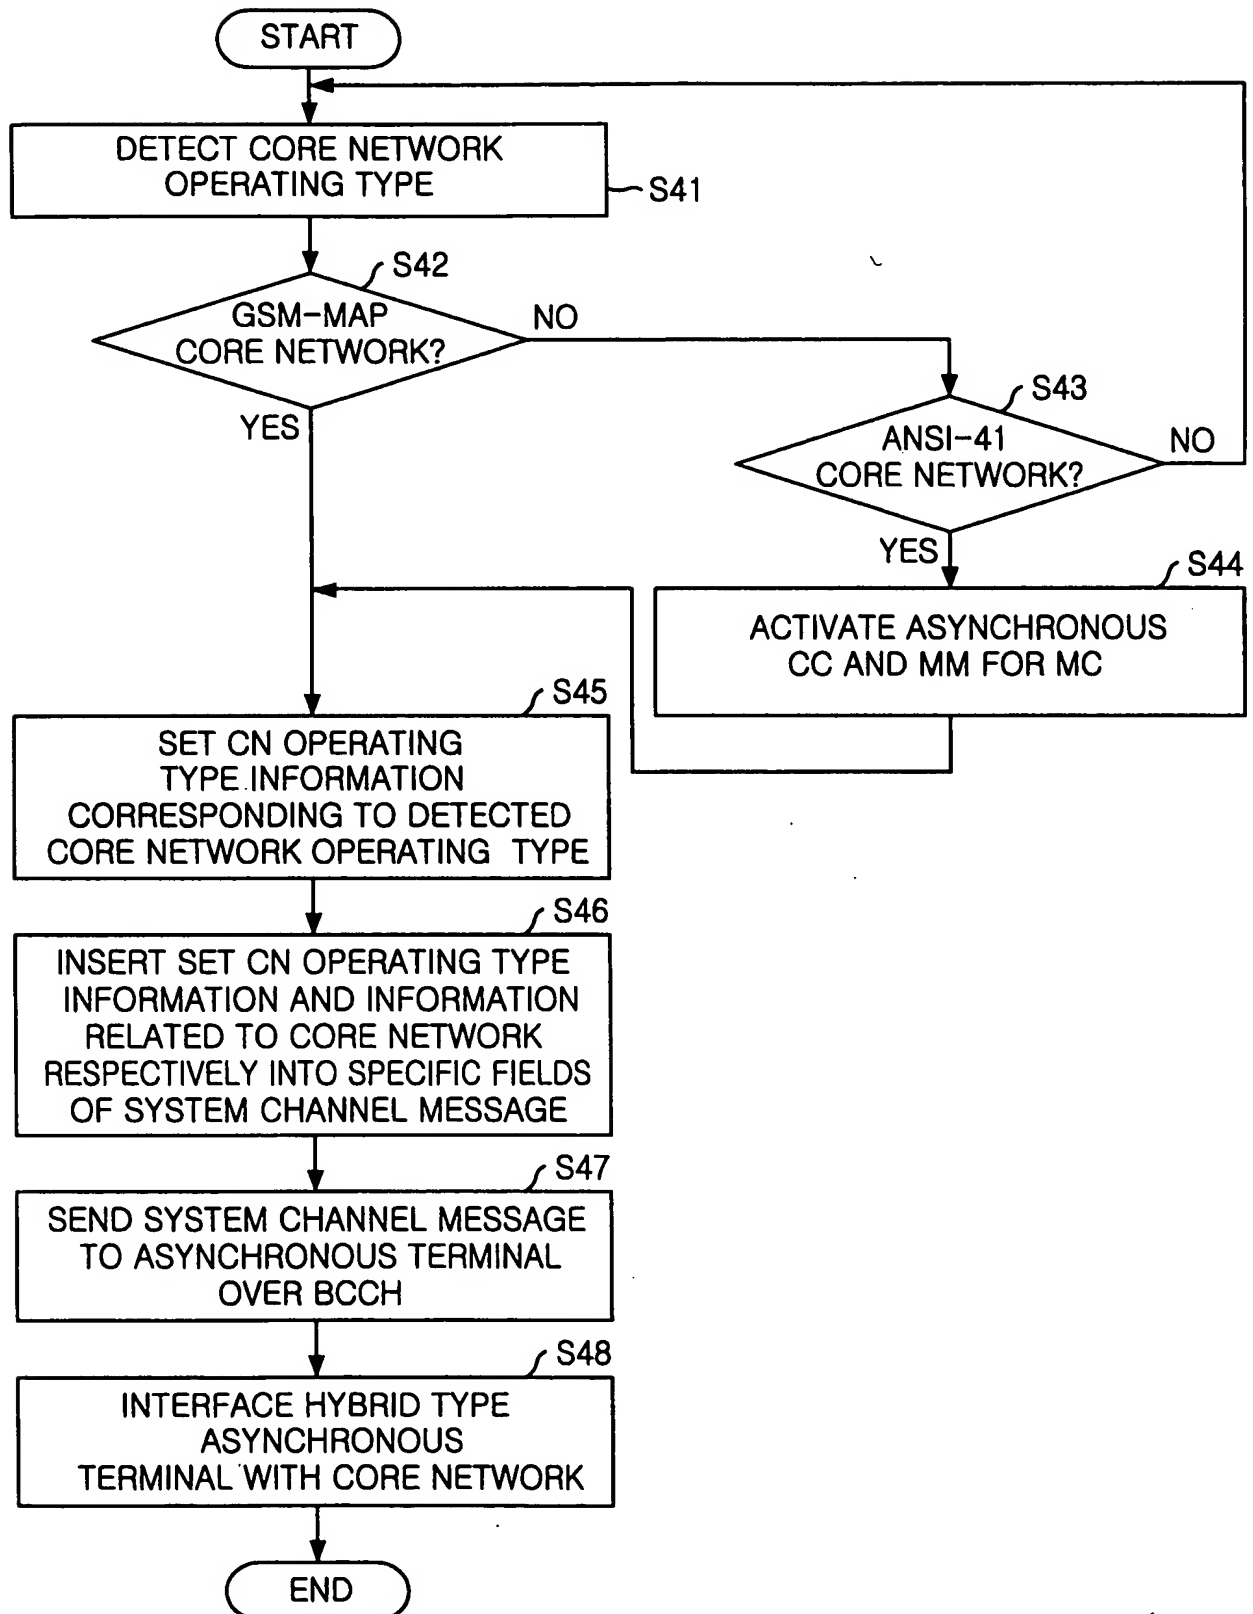 START
DETECT CORE NETWORK
OPERATING TYPE
S41
S42
GSM-MAP
CORE NETWORK?
NO
YES
S43
ANSI-41
CORE NETWORK?
NO
YES
S44
ACTIVATE ASYNCHRONOUS
CC AND MM FOR MC
S45
SET CN OPERATING
TYPE INFORMATION
CORRESPONDING TO DETECTED
CORE NETWORK OPERATING TYPE
S46
INSERT SET CN OPERATING TYPE
INFORMATION AND INFORMATION
RELATED TO CORE NETWORK
RESPECTIVELY INTO SPECIFIC FIELDS
OF SYSTEM CHANNEL MESSAGE
S47
SEND SYSTEM CHANNEL MESSAGE
TO ASYNCHRONOUS TERMINAL
OVER BCCH
S48
INTERFACE HYBRID TYPE
ASYNCHRONOUS
TERMINAL WITH CORE NETWORK
END